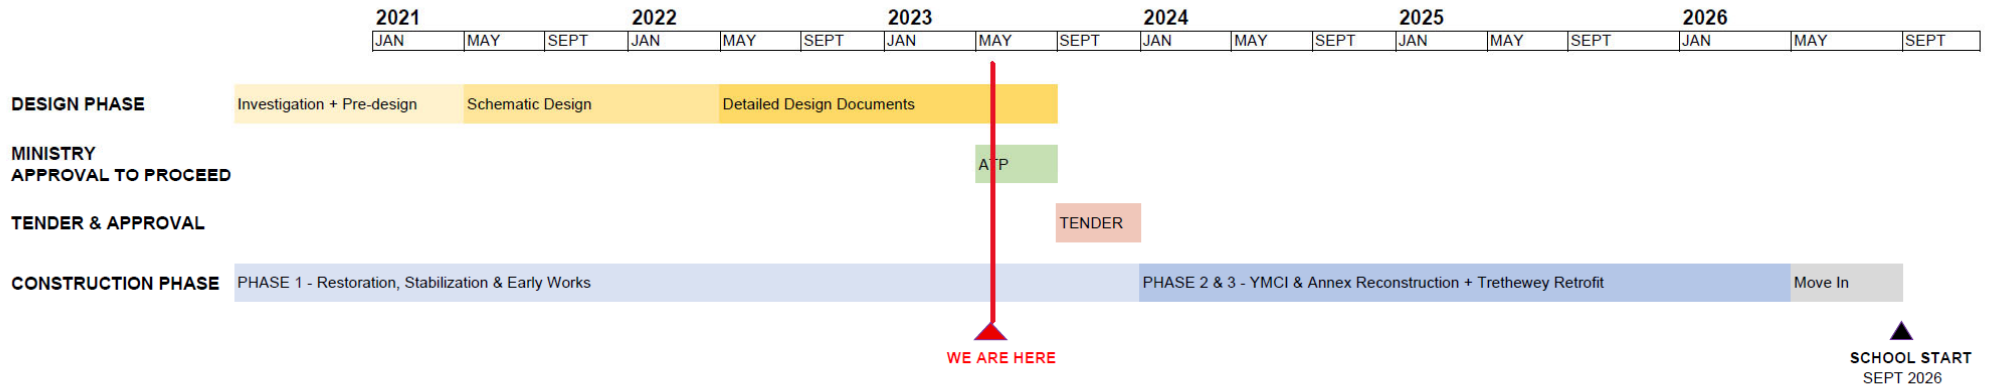 2021 2022 2023 2024 2025 2026
JAN MAY SEPT JAN MAY SEPT JAN MAY SEPT JAN MAY SEPT JAN MAY SEPT JAN MAY SEPT
DESIGN PHASE Investigation + Pre-design Schematic Design Detailed Design Documents
MINISTRY
APPROVAL TO PROCEED
ATP
TENDER & APPROVAL TENDER
CONSTRUCTION PHASE PHASE 1 - Restoration, Stabilization & Early Works PHASE 2 & 3 - YMCI & Annex Reconstruction + Trethewey Retrofit Move In
WE ARE HERE SCHOOL START
SEPT 2026